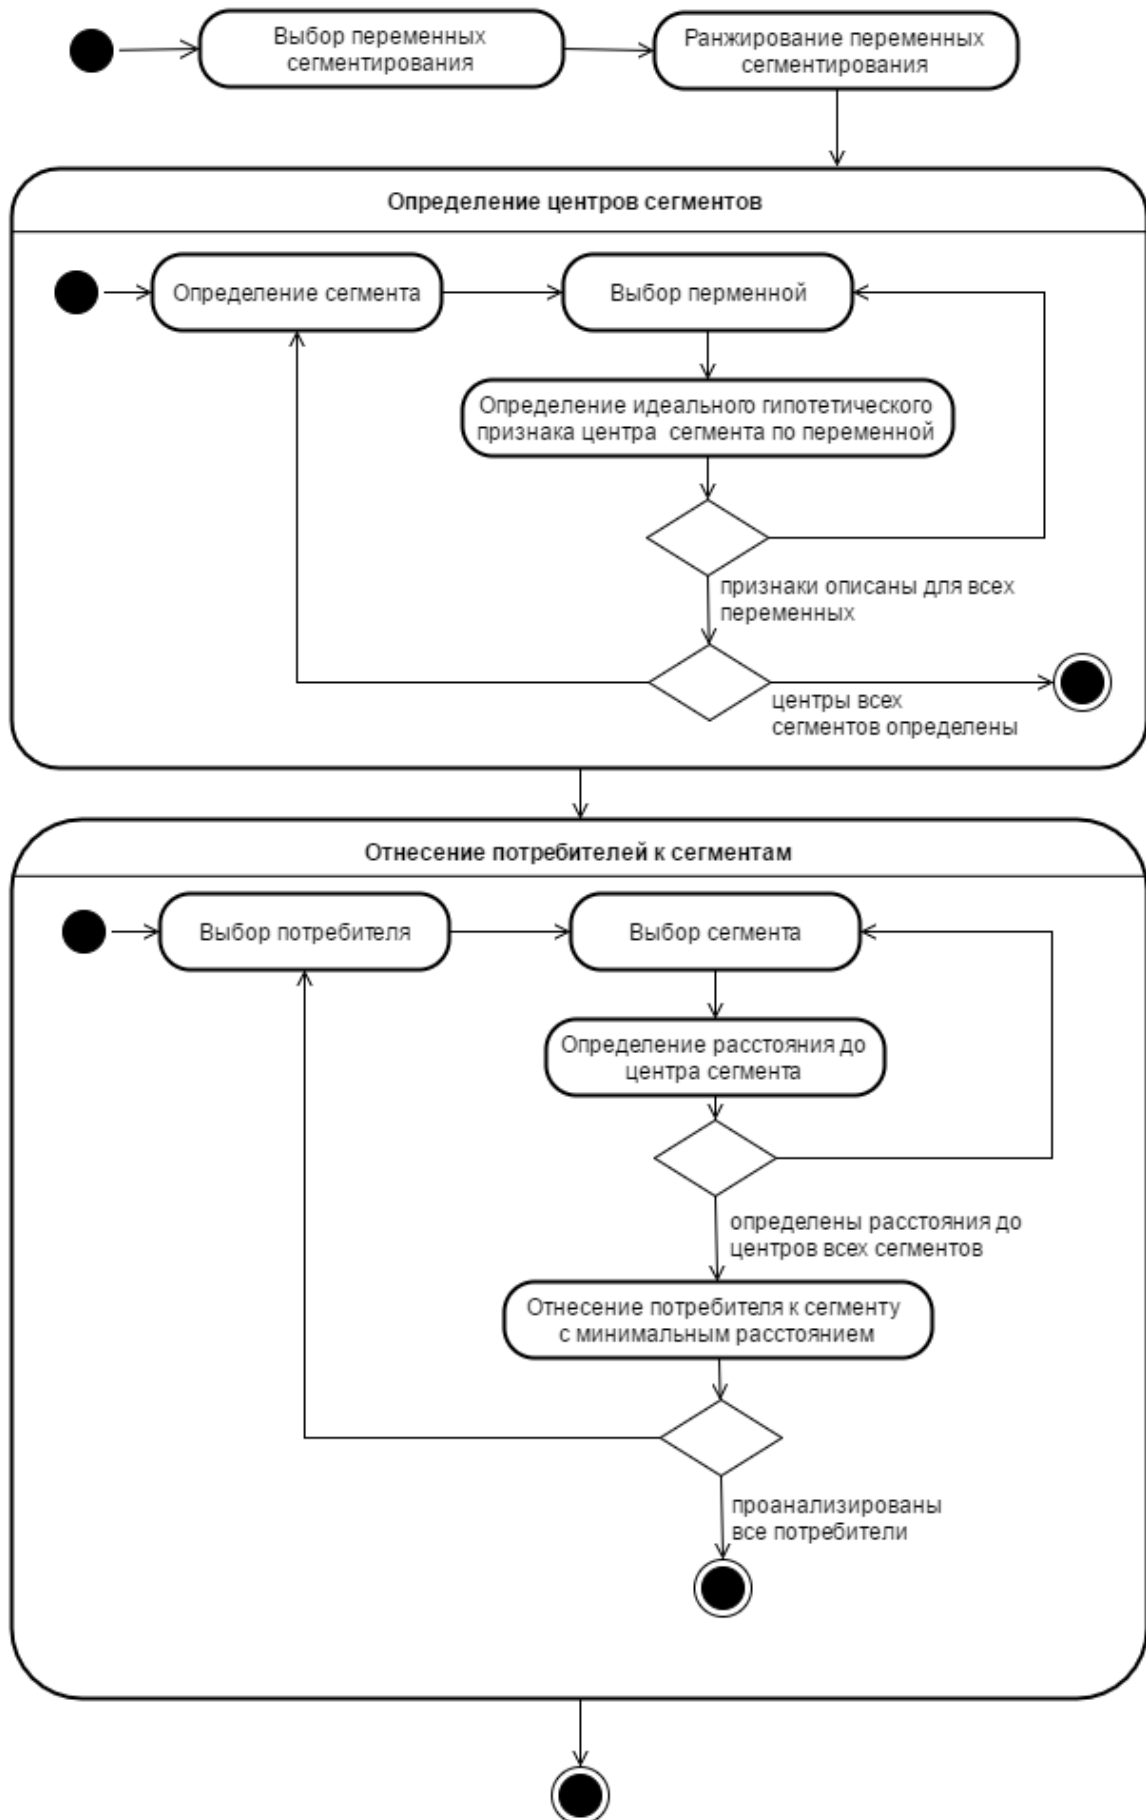 Выбор переменных
сегментирования
Ранжирование переменных
сегментирования
Определение центров сегментов
Определение сегмента
Выбор перменной
Определение идеального гипотетического
признака центра сегмента по переменной
признаки описаны для всех
переменных
центры всех
сегментов определены
Отнесение потребителей к сегментам
Выбор потребителя
Выбор сегмента
Определение расстояния до
центра сегмента
определены расстояния до
центров всех сегментов
Отнесение потребителя к сегменту
с минимальным расстоянием
проанализированы
все потребители